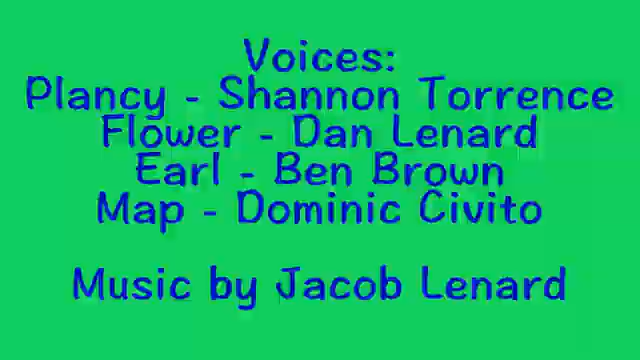 Voices:
Plancy - Shannon Torrence
Flower - Dan Lenard
Earl - Ben Brown
Map - Dominic Civito
Music by Jacob Lenard